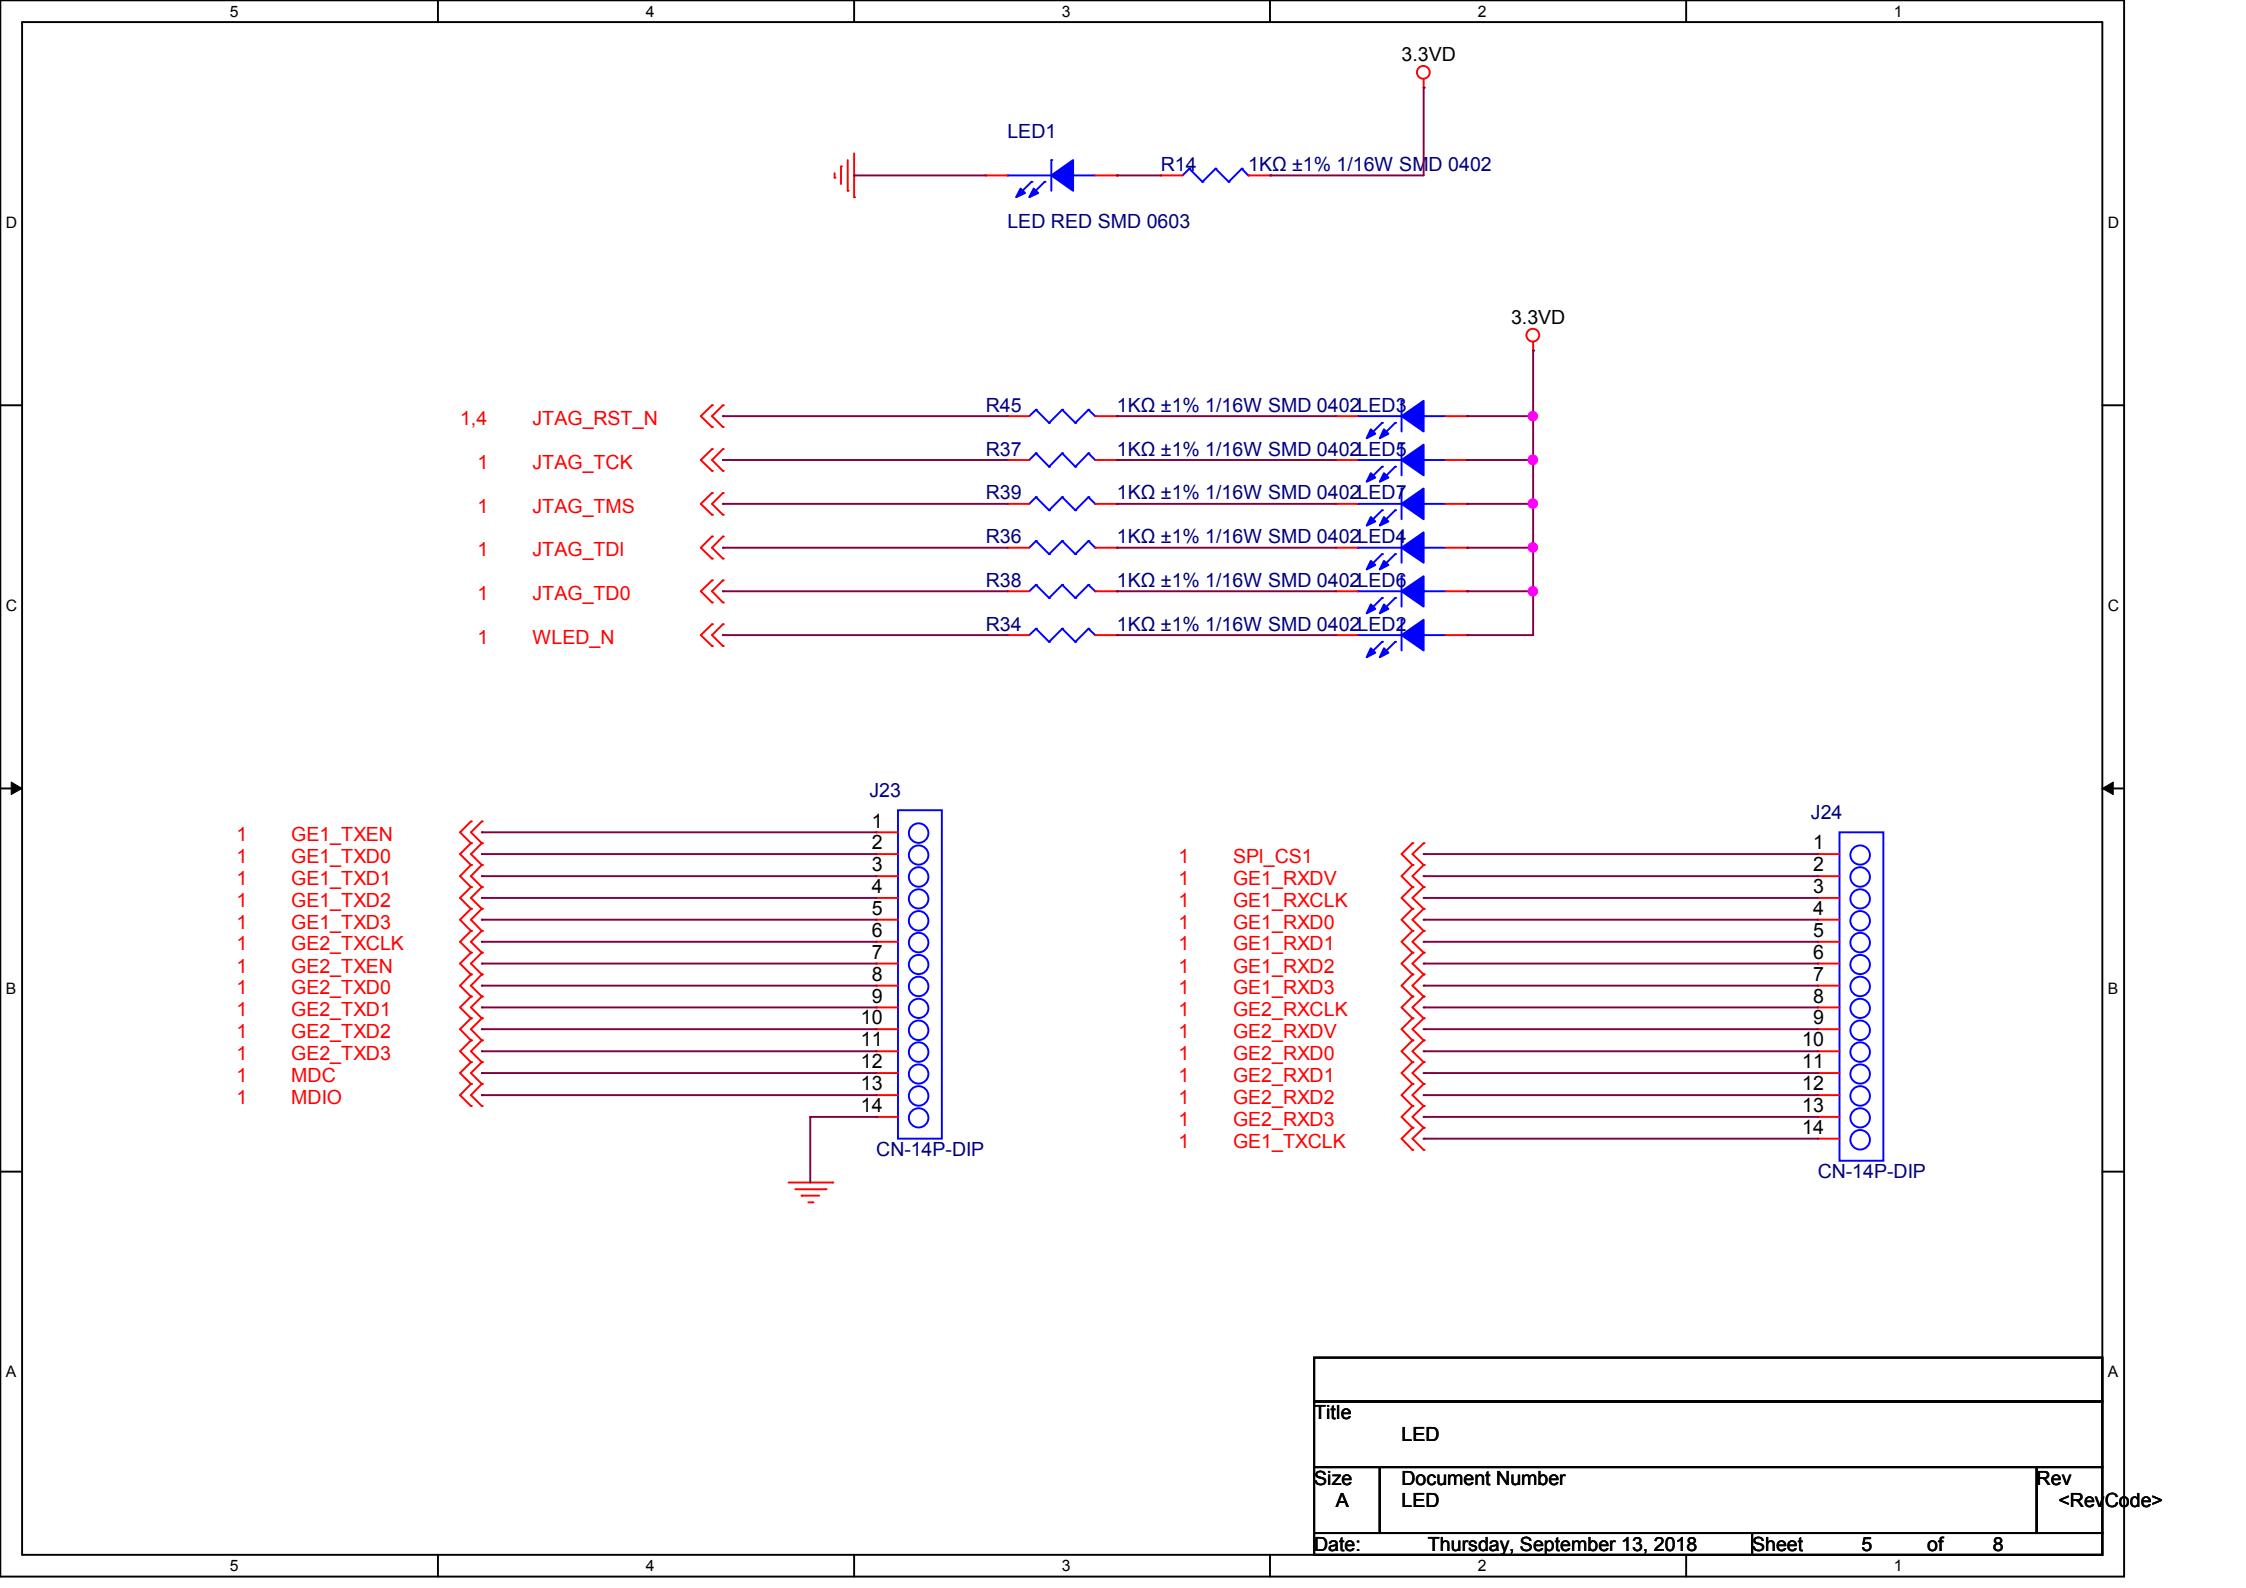 5 4 3 2 1
3.3VD
LED1
R14 1KΩ ±1% 1/16W SMD 0402
LED RED SMD 0603
D D
3.3VD
1,4 JTAG_RST_N R45 1KΩ ±1% 1/16W SMD 0402 LED3
1 JTAG_TCK R37 1KΩ ±1% 1/16W SMD 0402 LED5
1 JTAG_TMS R39 1KΩ ±1% 1/16W SMD 0402 LED7
1 JTAG_TDI R36 1KΩ ±1% 1/16W SMD 0402 LED4
1 JTAG_TD0 R38 1KΩ ±1% 1/16W SMD 0402 LED6
C C
1 WLED_N R34 1KΩ ±1% 1/16W SMD 0402 LED2
J23
1 GE1_TXEN 1
1 GE1_TXD0 2
1 GE1_TXD1 3
1 GE1_TXD2 4
1 GE1_TXD3 5
1 GE2_TXCLK 6
1 GE2_TXEN 7
1 GE2_TXD0 8
1 GE2_TXD1 9
1 GE2_TXD2 10
1 GE2_TXD3 11
1 MDC 12
1 MDIO 13
14
CN-14P-DIP
J24
1 SPI_CS1 1
1 GE1_RXDV 2
1 GE1_RXCLK 3
1 GE1_RXD0 4
1 GE1_RXD1 5
1 GE1_RXD2 6
1 GE1_RXD3 7
1 GE2_RXCLK 8
1 GE2_RXDV 9
1 GE2_RXD0 10
1 GE2_RXD1 11
1 GE2_RXD2 12
1 GE2_RXD3 13
1 GE1_TXCLK 14
CN-14P-DIP
B B
A A
Title
LED
Size Document Number Rev
A LED <RevCode>
Date: Thursday, September 13, 2018 Sheet 5 of 8
5 4 3 2 1